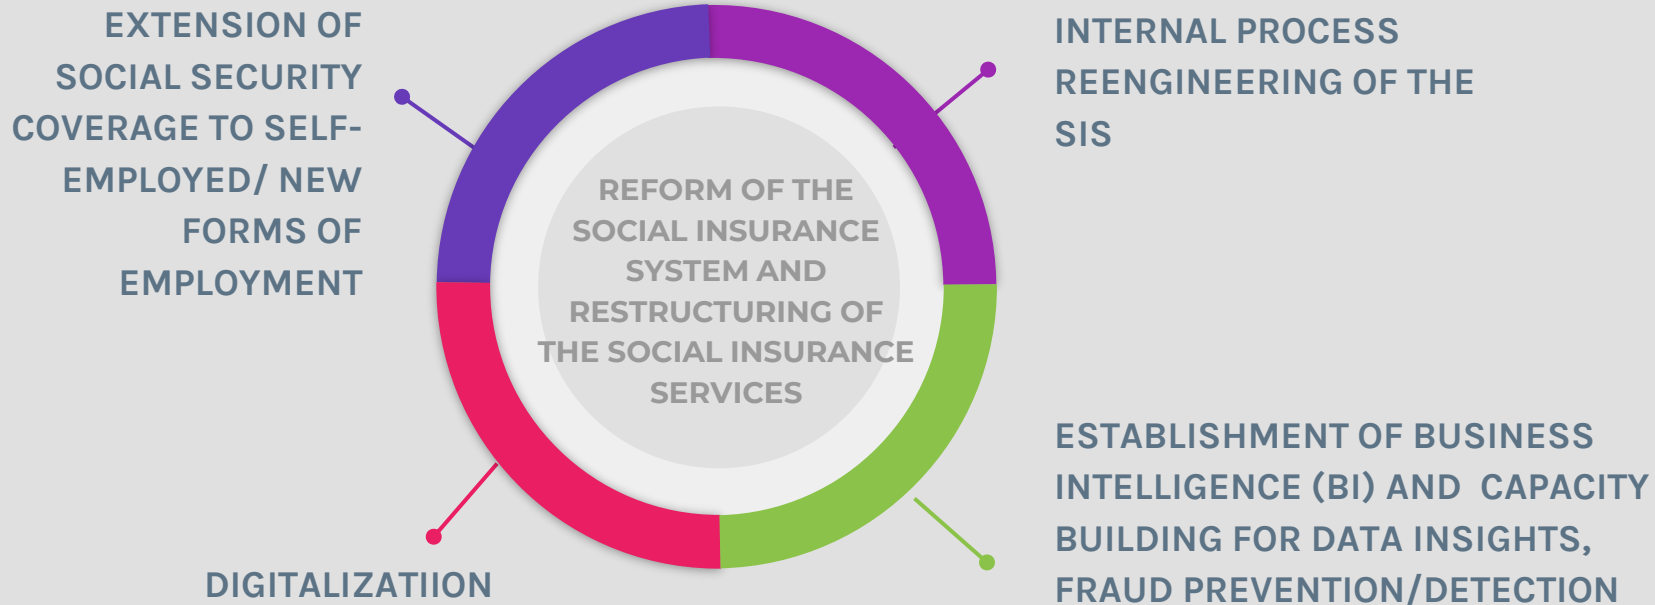 EXTENSION OF
SOCIAL SECURITY
COVERAGE TO SELF-
EMPLOYED/ NEW
FORMS OF
EMPLOYMENT
INTERNAL PROCESS
REENGINEERING OF THE
SIS
REFORM OF THE
SOCIAL INSURANCE
SYSTEM AND
RESTRUCTURING OF
THE SOCIAL INSURANCE
SERVICES
DIGITALIZATIION
ESTABLISHMENT OF BUSINESS
INTELLIGENCE (BI) AND CAPACITY
BUILDING FOR DATA INSIGHTS,
FRAUD PREVENTION/DETECTION